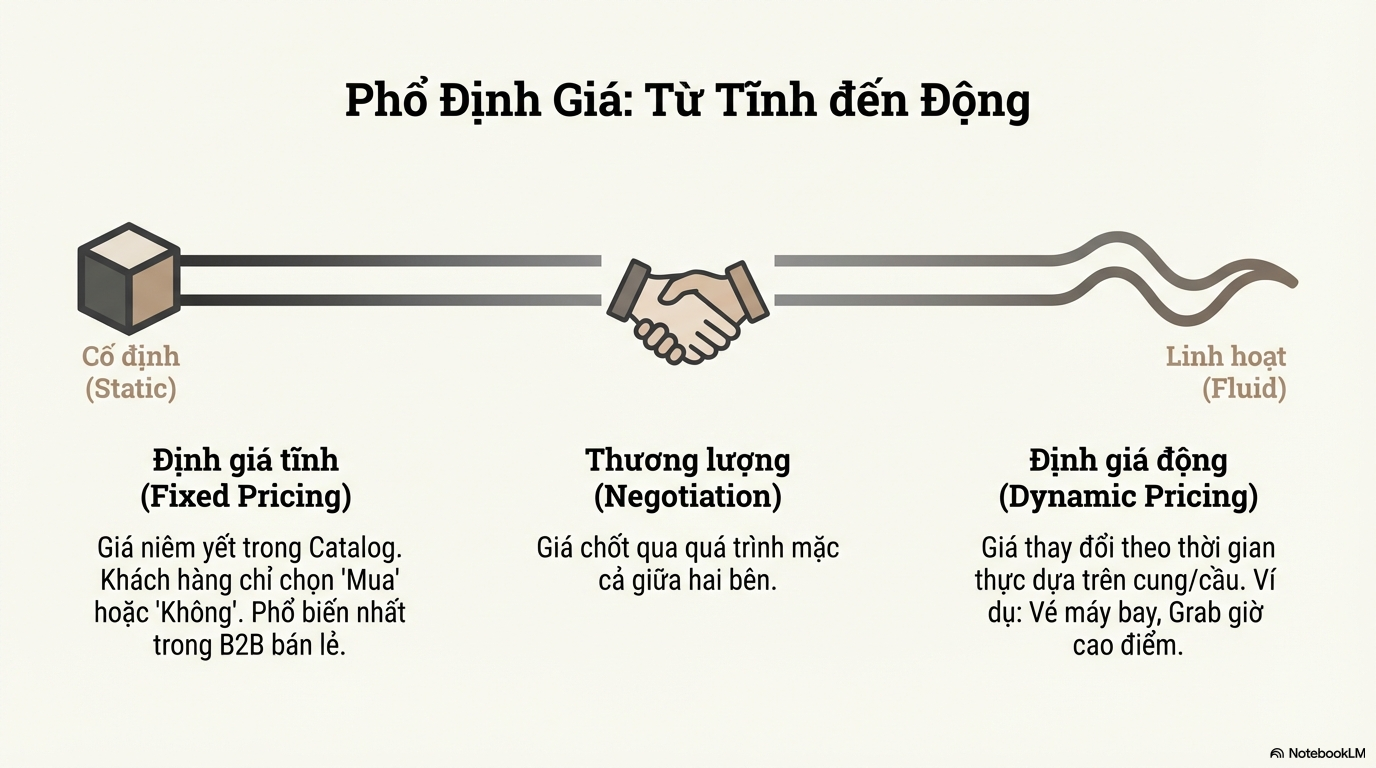 Phổ Định Giá: Từ Tĩnh đến Động
Cố định
(Static)
Linh hoạt
(Fluid)
Định giá tĩnh
(Fixed Pricing)
Giá niêm yết trong Catalog.
Khách hàng chỉ chọn 'Mua'
hoặc 'Không'. Phổ biến nhất
trong B2B bán lẻ.
Thương lượng
(Negotiation)
Giá chốt qua quá trình mặc
cả giữa hai bên.
Định giá động
(Dynamic Pricing)
Giá thay đổi theo thời gian
thực dựa trên cung/cầu. Ví
dụ: Vé máy bay, Grab giờ
cao điểm.
NotebookLM